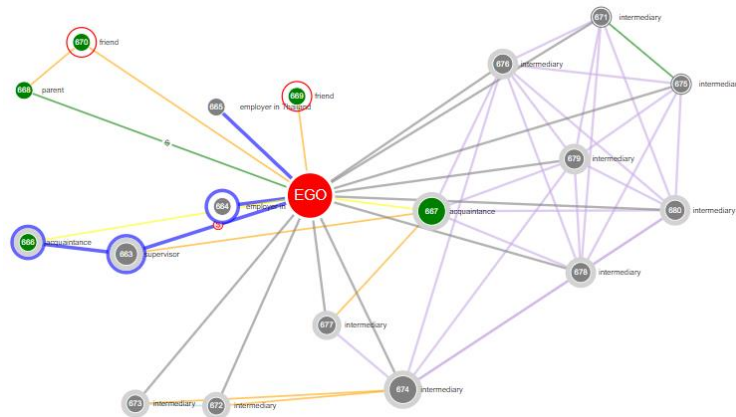 671
intermediary
670
friend
676
intermediary
675
intermediar
668
parent
669
friend
665
employer in Thailand
679
intermediary
EGO
664
employer in
667
acquaintance
680
intermediary
666
acquaintance
663
supervisor
678
intermediary
677
intermediary
674
intermediary
673
intermediary
672
intermediary